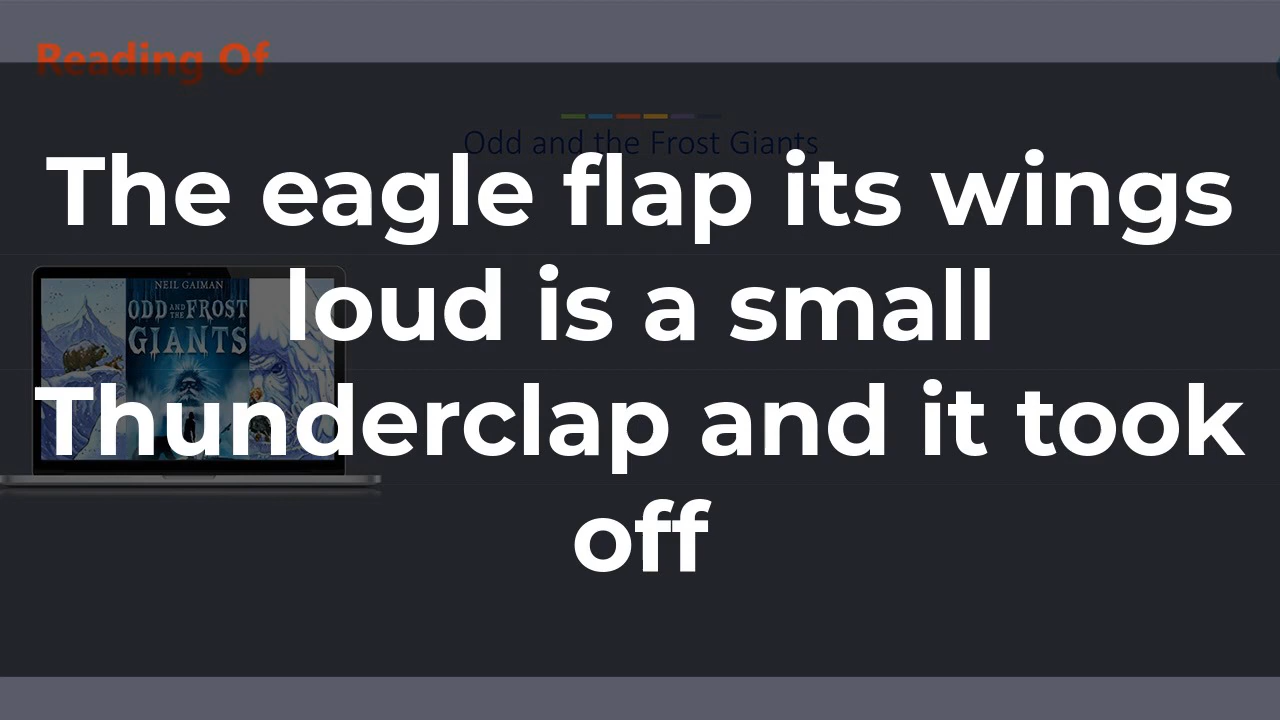 Reading Of
Odd and the Frost Giants
The eagle flap its wings
loud is a small
Thunderclap and it took
off
NEIL GAIMAN
ODD AND THE FROST
GIANTS